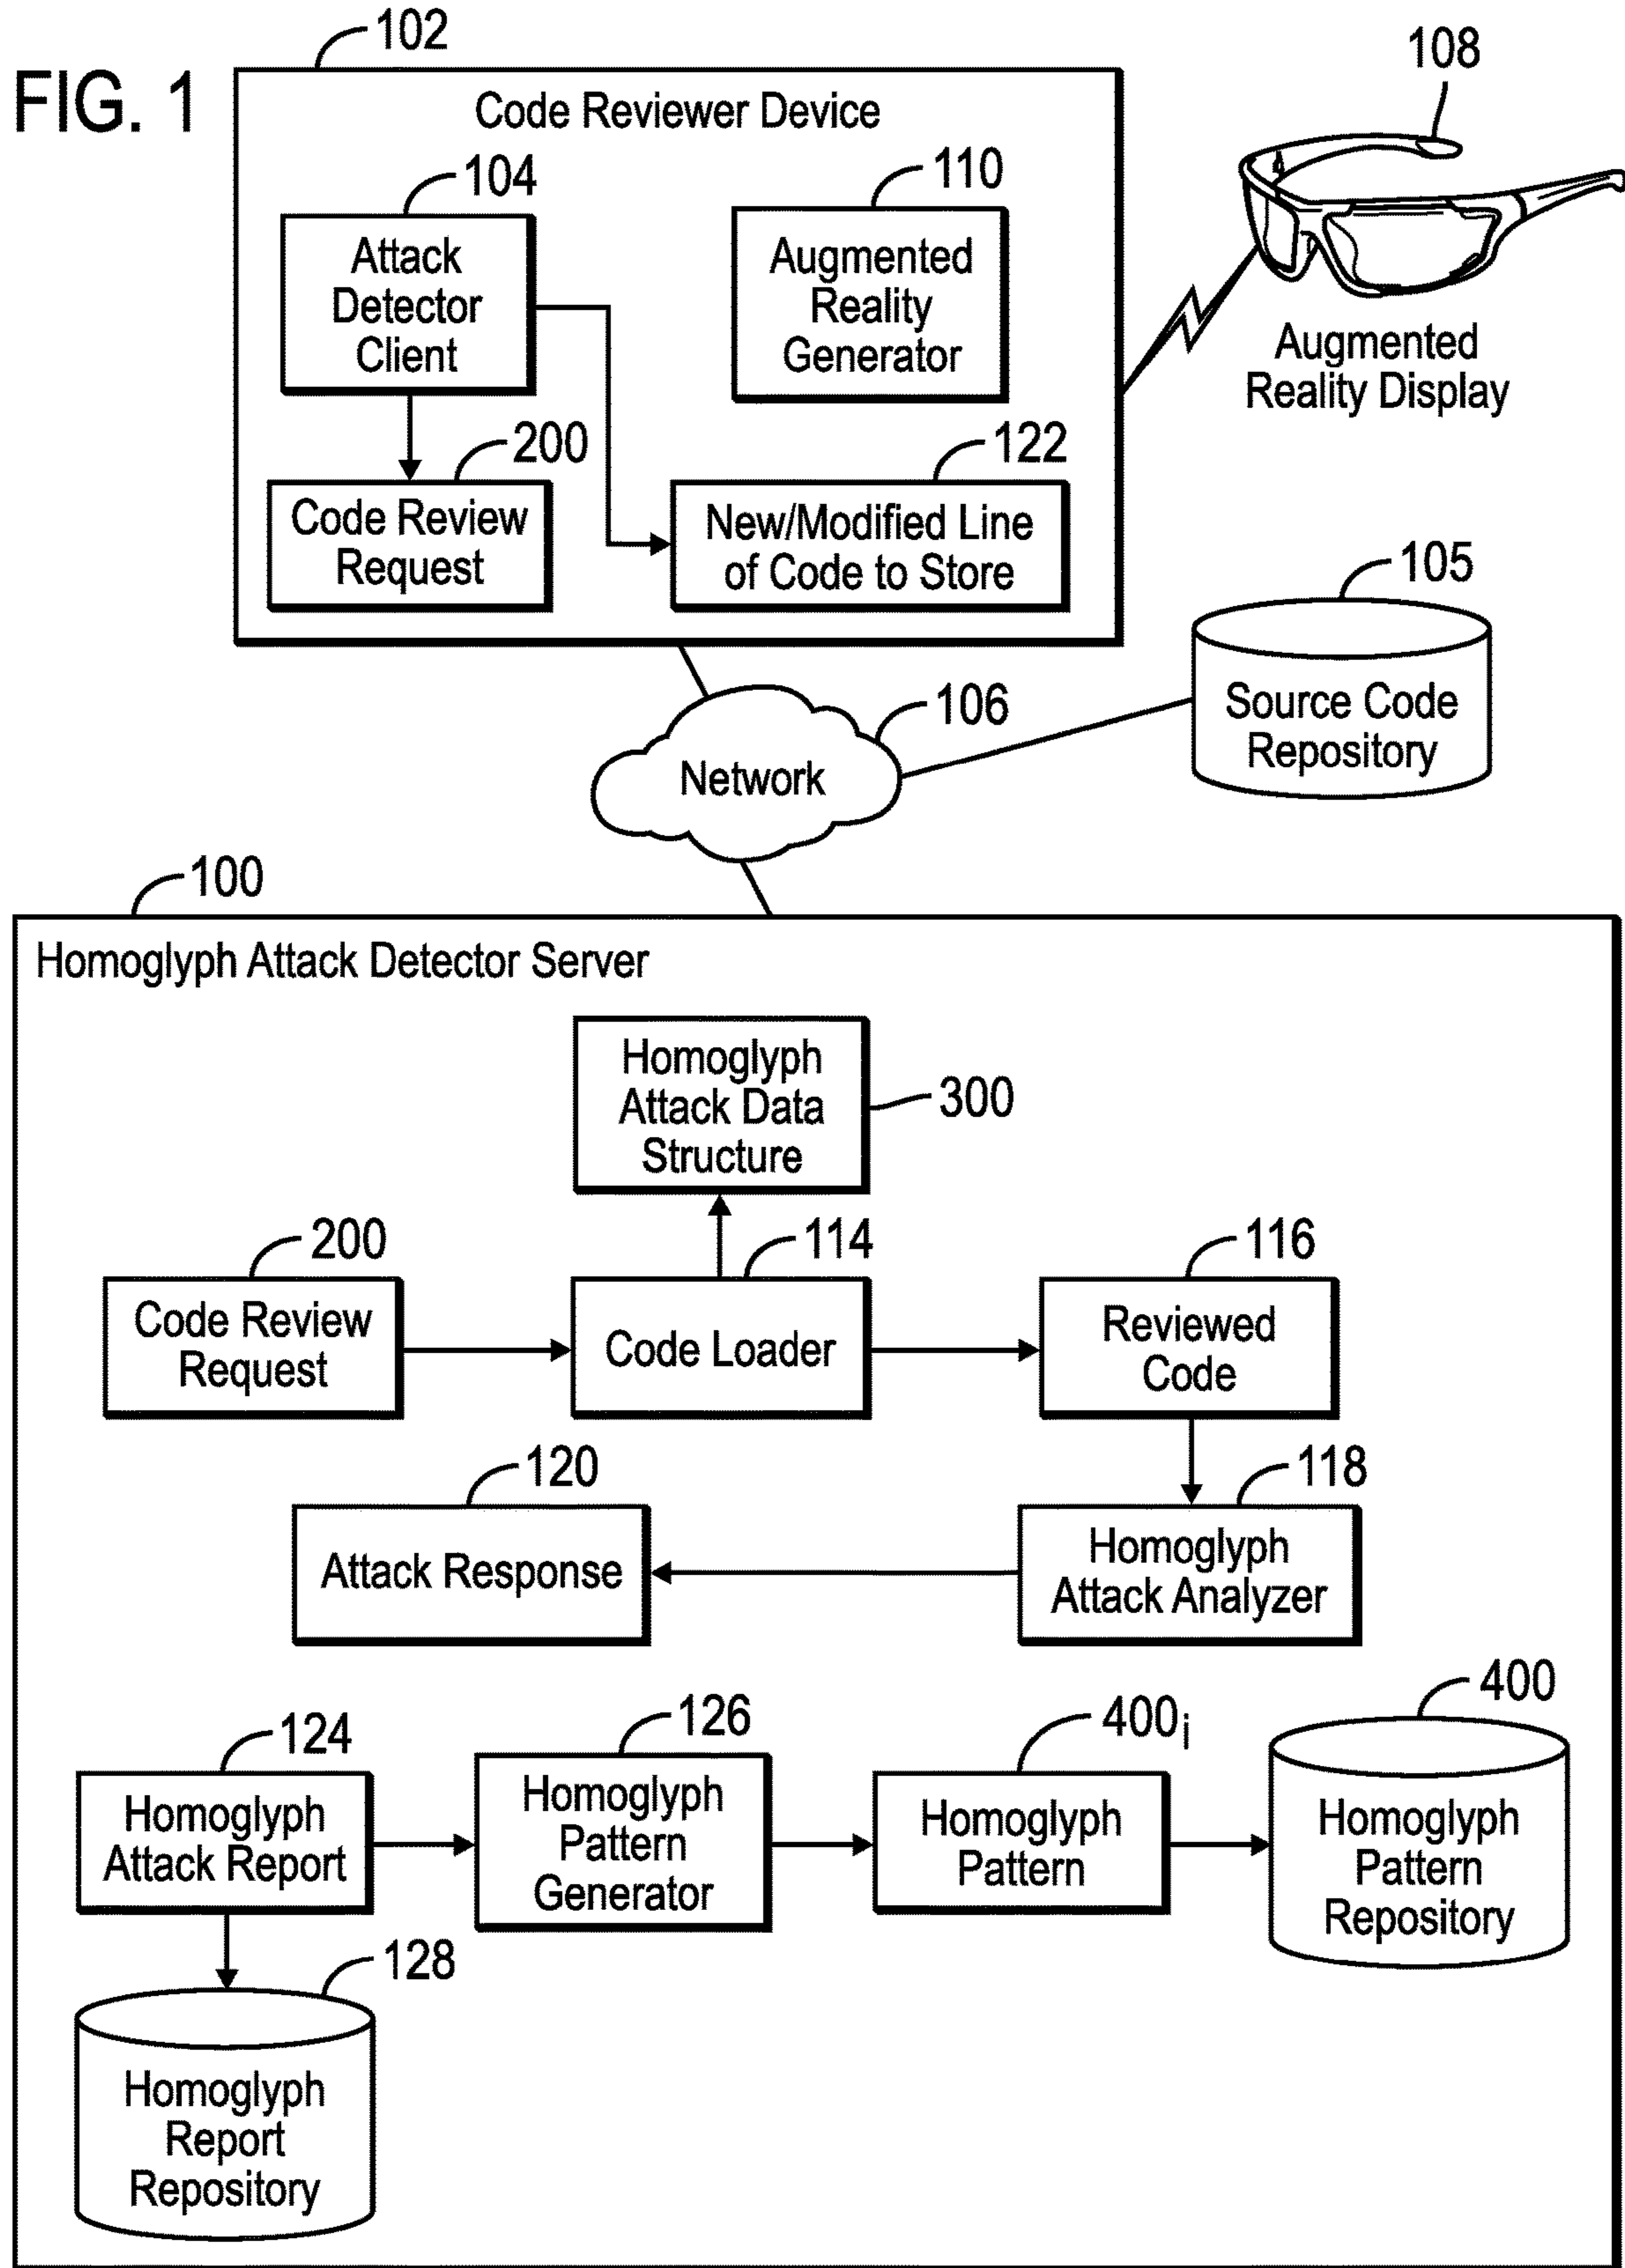 FIG. 1
102
Code Reviewer Device
104
Attack
Detector
Client
110
Augmented
Reality
Generator
108
Augmented
Reality Display
200
Code Review
Request
122
New/Modified Line
of Code to Store
105
Source Code
Repository
106
Network
100
Homoglyph Attack Detector Server
Homoglyph
Attack Data
Structure
300
200
Code Review
Request
114
Code Loader
116
Reviewed
Code
120
Attack Response
118
Homoglyph
Attack Analyzer
124
Homoglyph
Attack Report
126
Homoglyph
Pattern
Generator
400i
Homoglyph
Pattern
400
Homoglyph
Pattern
Repository
128
Homoglyph
Report
Repository